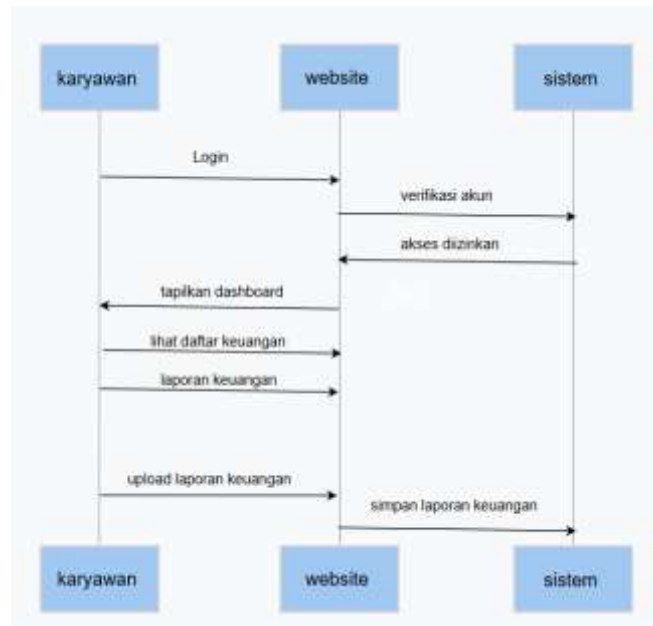 karyawan
website
sistem
Login
verifikasi akun
akses diizinkan
tapilkan dashboard
lihat daftar keuangan
laporan keuangan
upload laporan keuangan
simpan laporan keuangan
karyawan
website
sistem